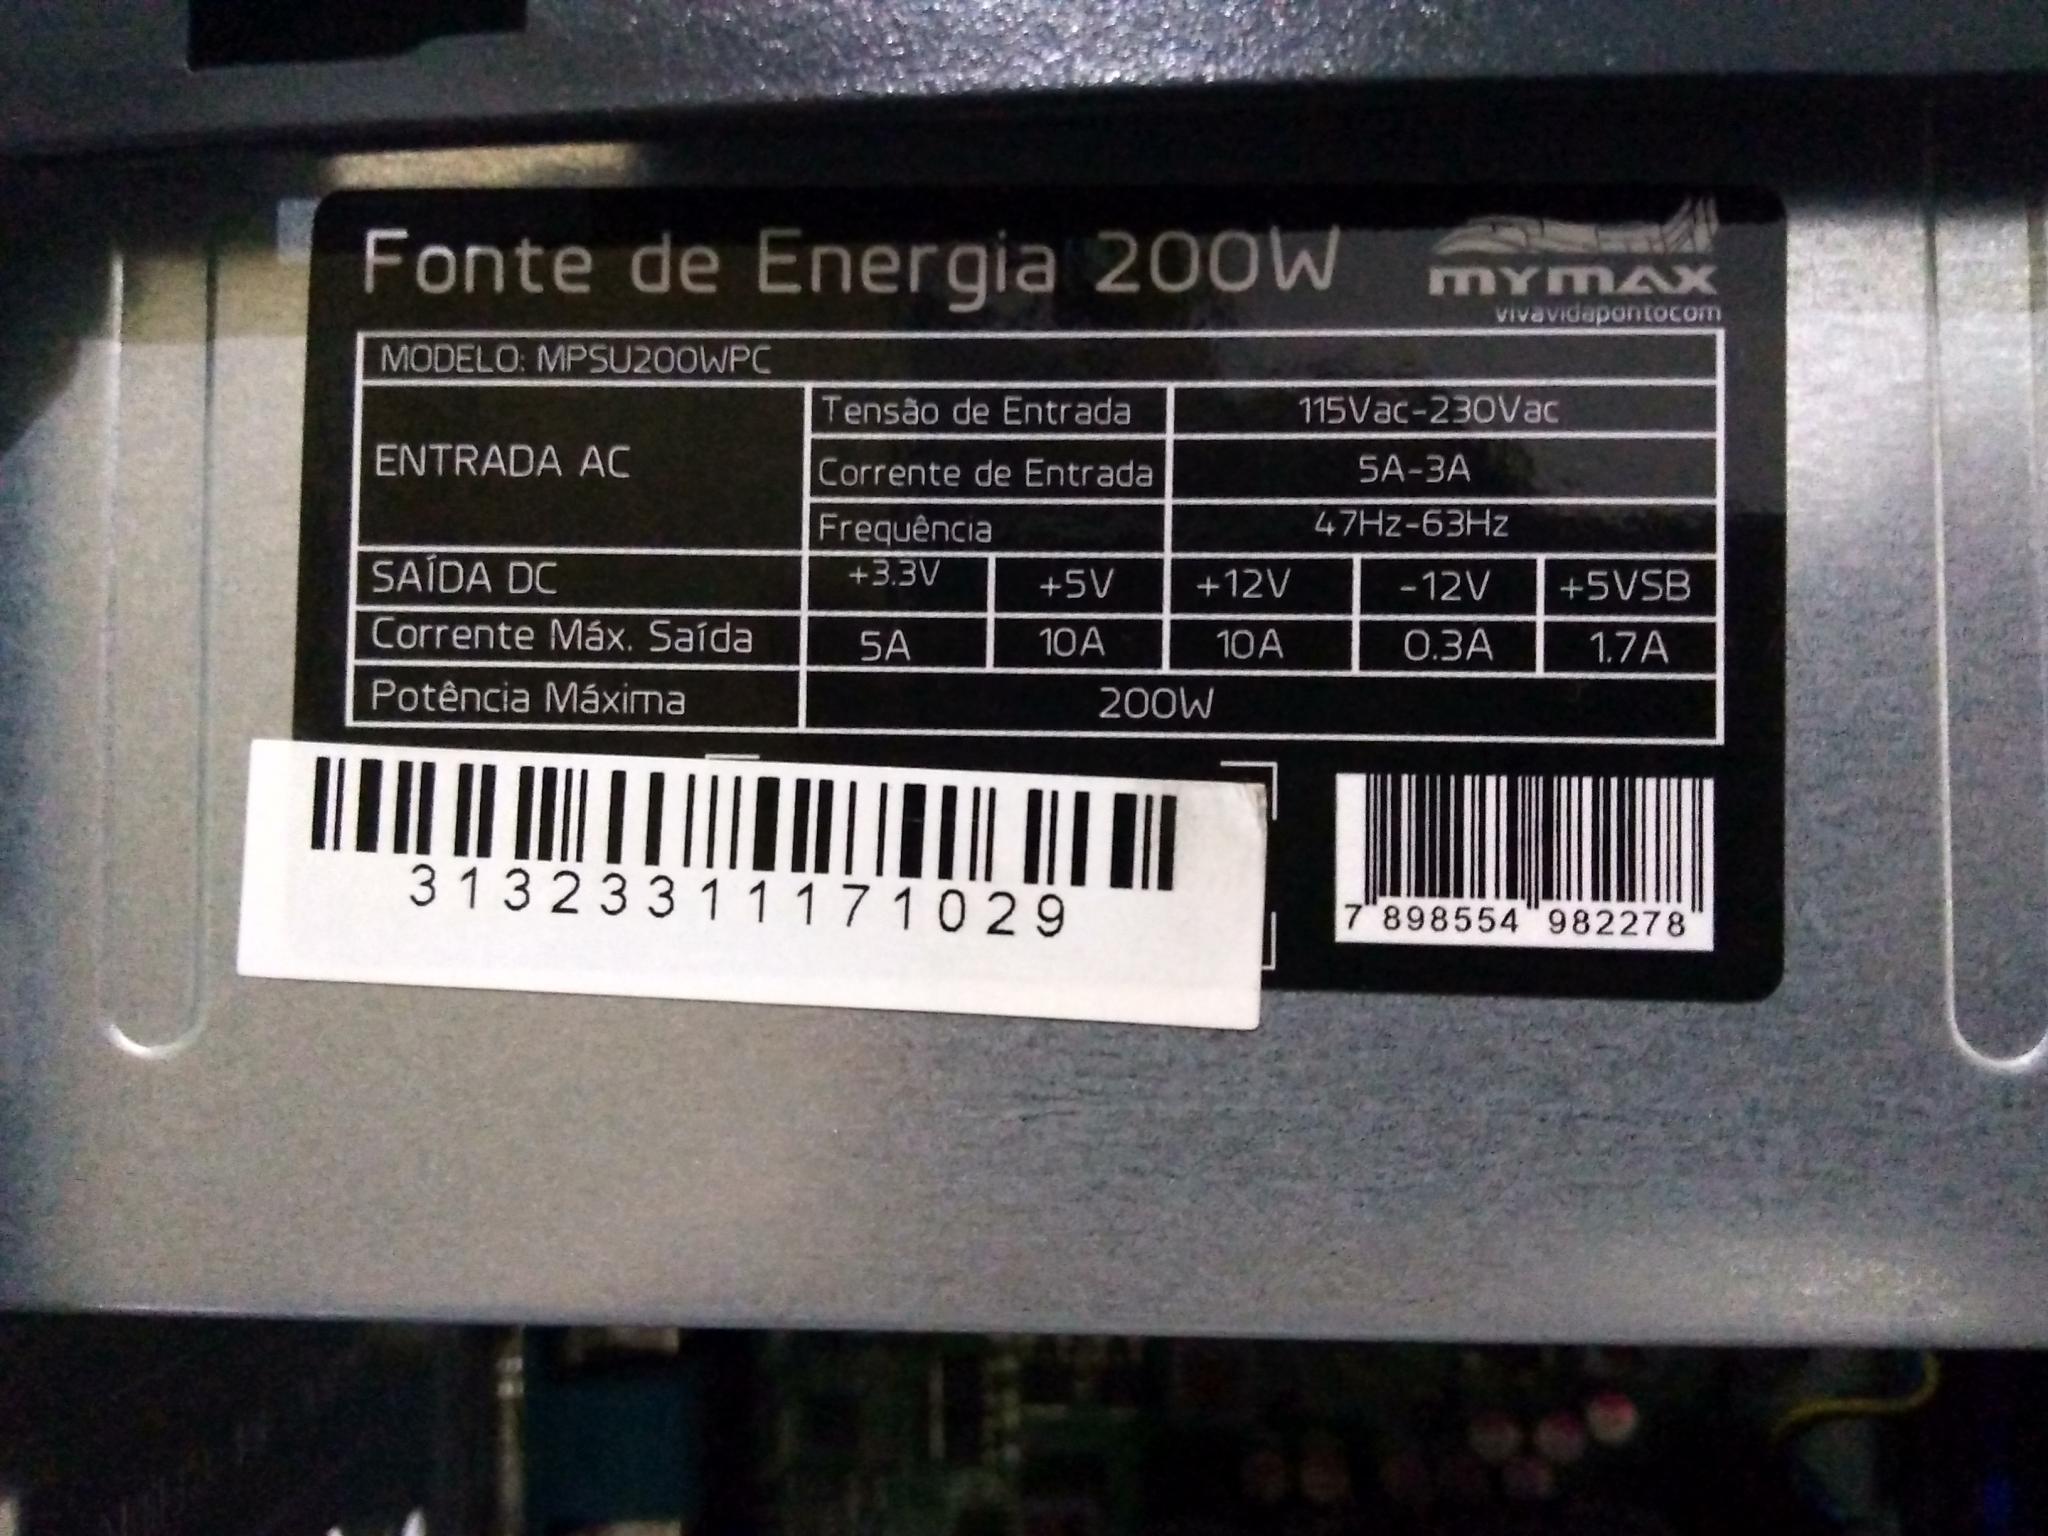 Fonte de Energia 200W
MYMAX
vivavidapontocom
MODELO: MPSU200WPC
ENTRADA AC
Tensão de Entrada 115Vac-230Vac
Corrente de Entrada 5A-3A
Frequência 47Hz-63Hz
SAÍDA DC +3.3V +5V +12V -12V +5VSB
Corrente Máx. Saída 5A 10A 10A 0.3A 1.7A
Potência Máxima 200W
3132331171029
7 898554 982278